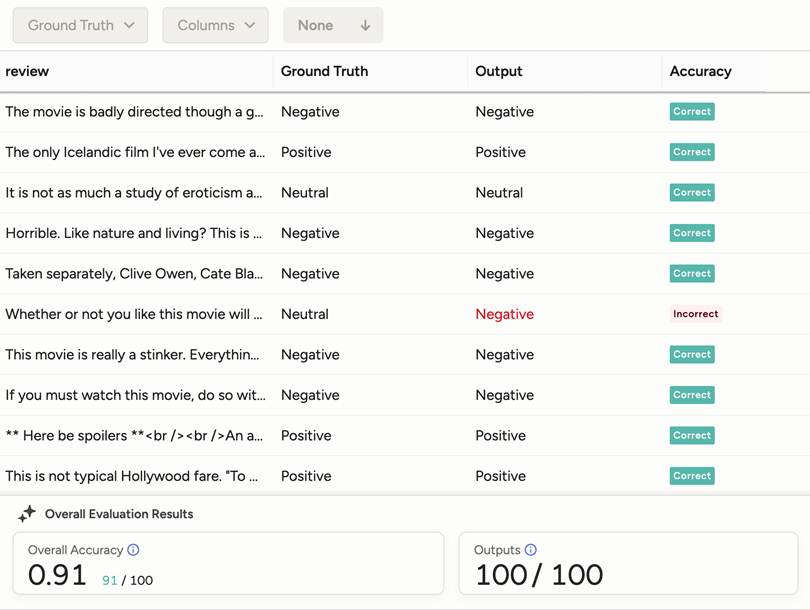 Ground Truth Columns None
review Ground Truth Output Accuracy
The movie is badly directed though a g... Negative Negative Correct
The only Icelandic film I've ever come a... Positive Positive Correct
It is not as much a study of eroticism a... Neutral Neutral Correct
Horrible. Like nature and living? This is ... Negative Negative Correct
Taken separately, Clive Owen, Cate Bla... Negative Negative Correct
Whether or not you like this movie will ... Neutral Negative Incorrect
This movie is really a stinker. Everythin... Negative Negative Correct
If you must watch this movie, do so wit... Negative Negative Correct
** Here be spoilers **<br /><br />An a... Positive Positive Correct
This is not typical Hollywood fare. "To ... Positive Positive Correct
Overall Evaluation Results
Overall Accuracy Outputs
0.91 91 / 100 100/ 100